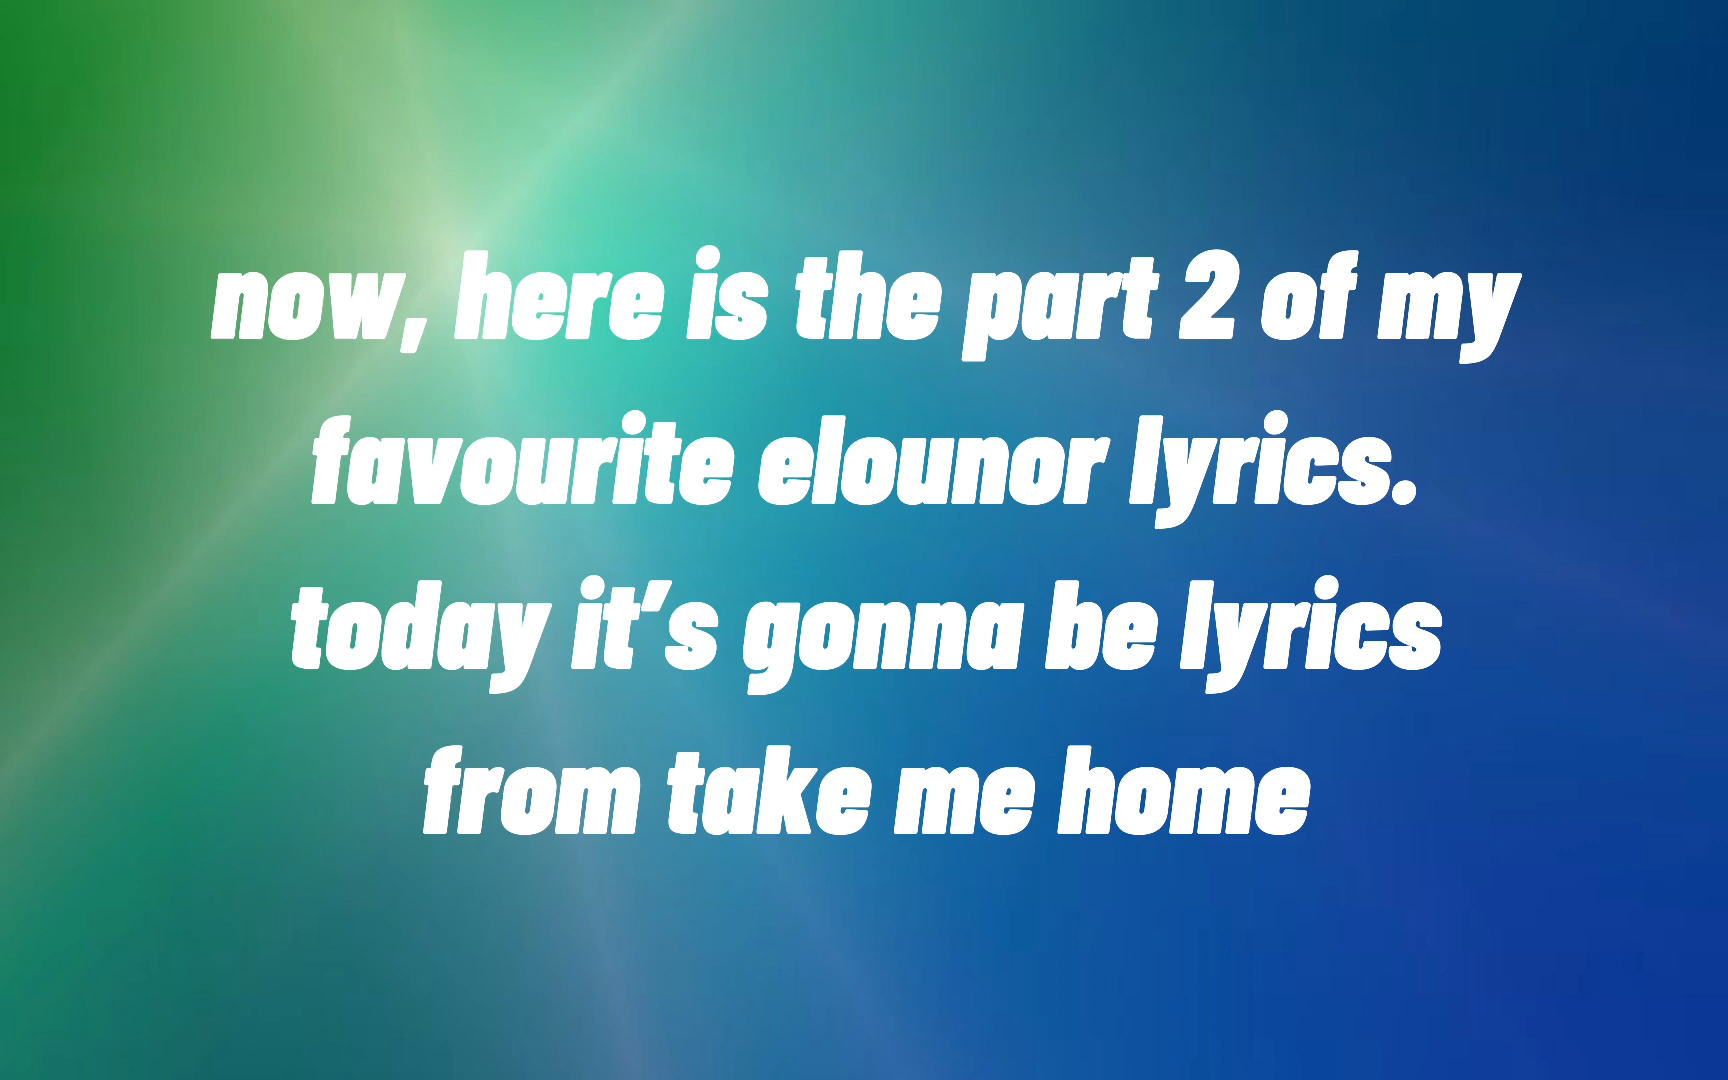 now, here is the part 2 of my
favourite elounor lyrics.
today it's gonna be lyrics
from take me home